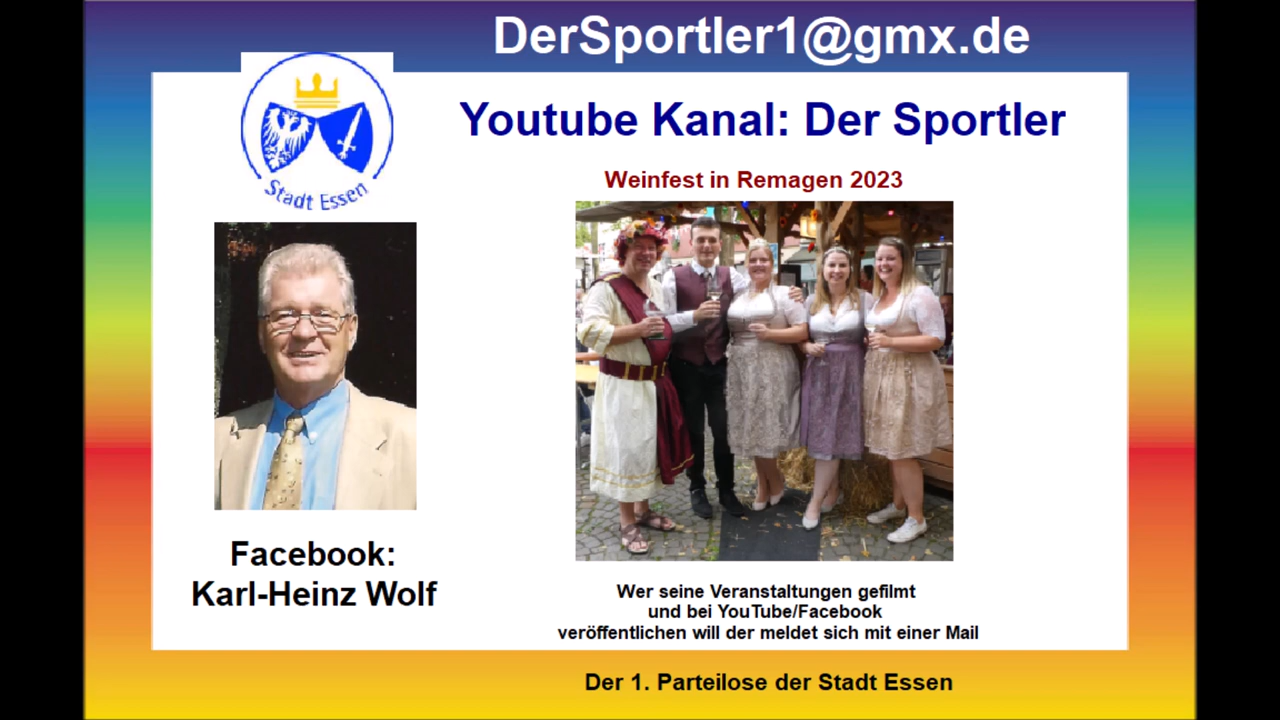 DerSportler1@gmx.de
Youtube Kanal: Der Sportler
Stadt Essen
Weinfest in Remagen 2023
Facebook:
Karl-Heinz Wolf
Wer seine Veranstaltungen gefilmt
und bei YouTube/Facebook
veröffentlichen will der meldet sich mit einer Mail
Der 1. Parteilose der Stadt Essen